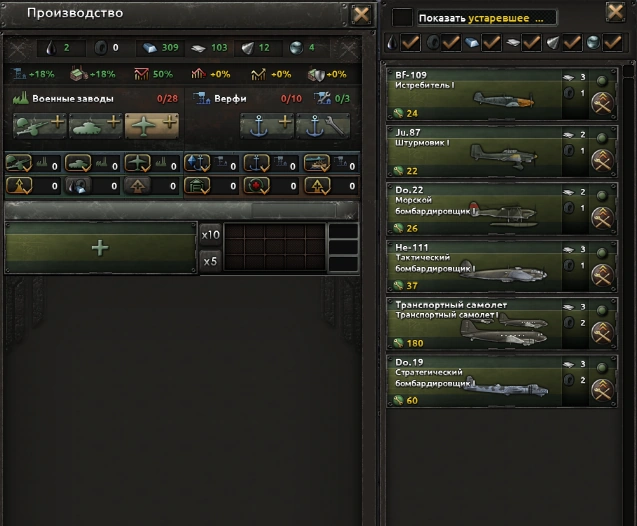 Производство
2 0 309 103 12 4
+18% +18% 50% +0% +0% +0%
Военные заводы 0/28 Верфи 0/10 0/3
0 0 0 0 0 0
0 0 0 0 0 0
x10
x5
Показать устаревшее ...
Bf-109 3
Истребитель I 1
24
Ju.87 2
Штурмовик I 1
22
Do.22 2
Морской 1
бомбардировщик I
26
He-111 3
Тактический 1
бомбардировщик I
37
Транспортный самолет 3
Транспортный самолет I 2
180
Do.19 3
Стратегический 2
бомбардировщик I
60